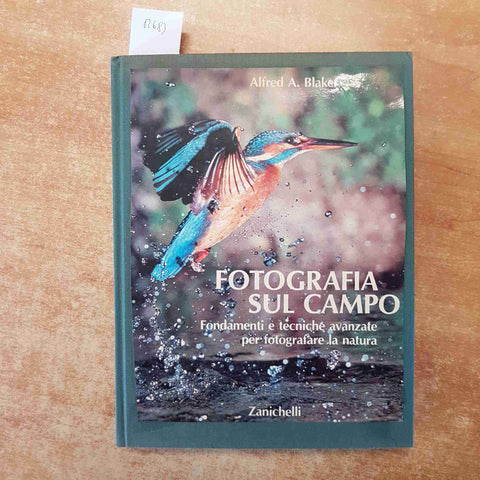 Alfred A. Blaker
FOTOGRAFIA
SUL CAMPO
Fondamenti e tecniche avanzate
per fotografare la natura
Zanichelli